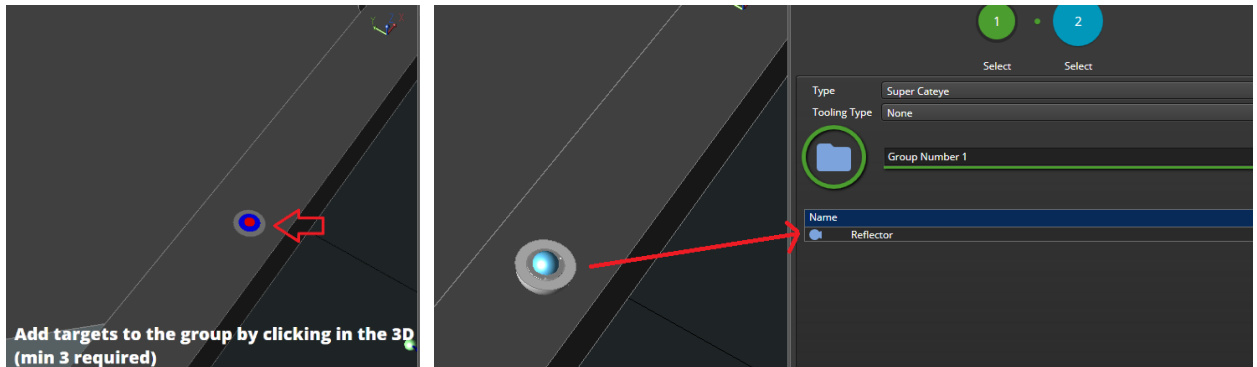 Add targets to the group by clicking in the 3D
(min 3 required)
1
2
Select
Select
Type
Super Cateye
Tooling Type
None
Group Number 1
Name
Reflector